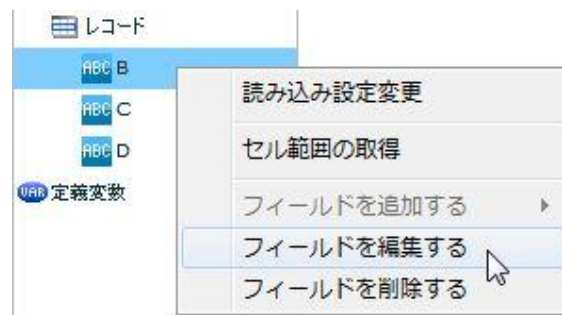 レコード
ABC B
ABC C
ABC D
VAR 定義変数
読み込み設定変更
セル範囲の取得
フィールドを追加する
フィールドを編集する
フィールドを削除する